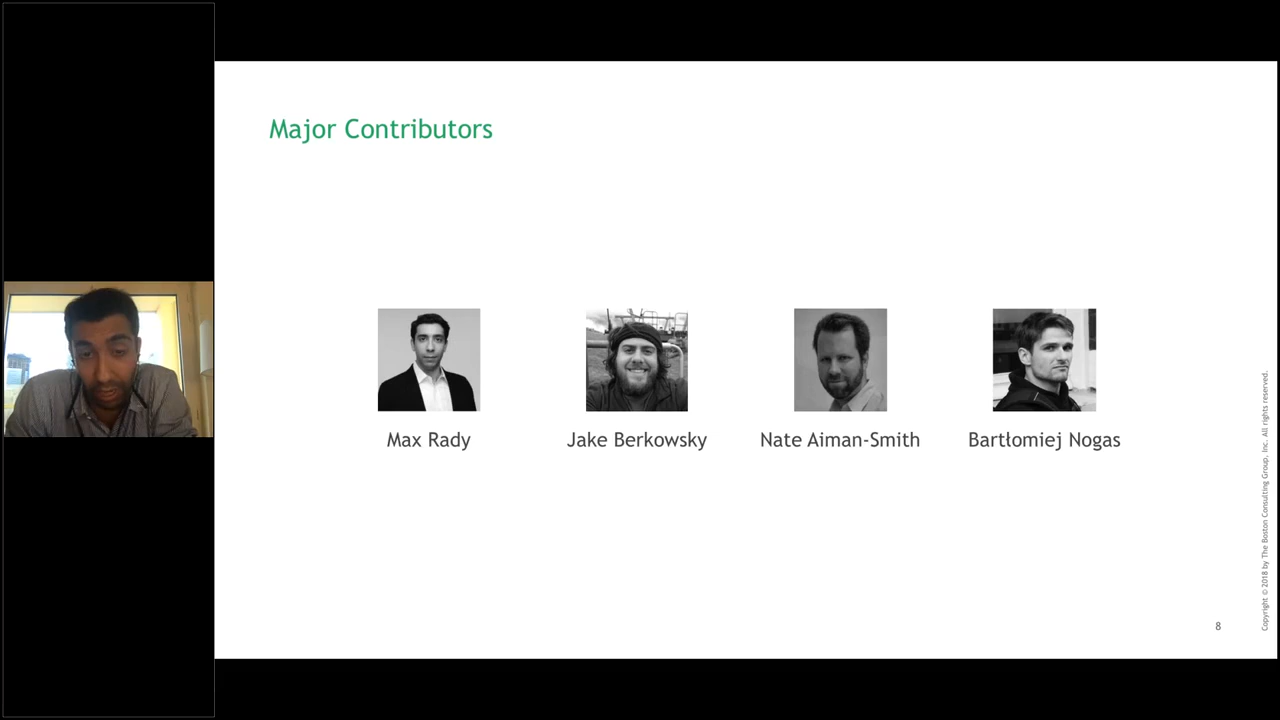 Major Contributors
Max Rady
Jake Berkowsky
Nate Aiman-Smith
Bartłomiej Nogas
Copyright © 2018 by The Boston Consulting Group, Inc. All rights reserved.
8